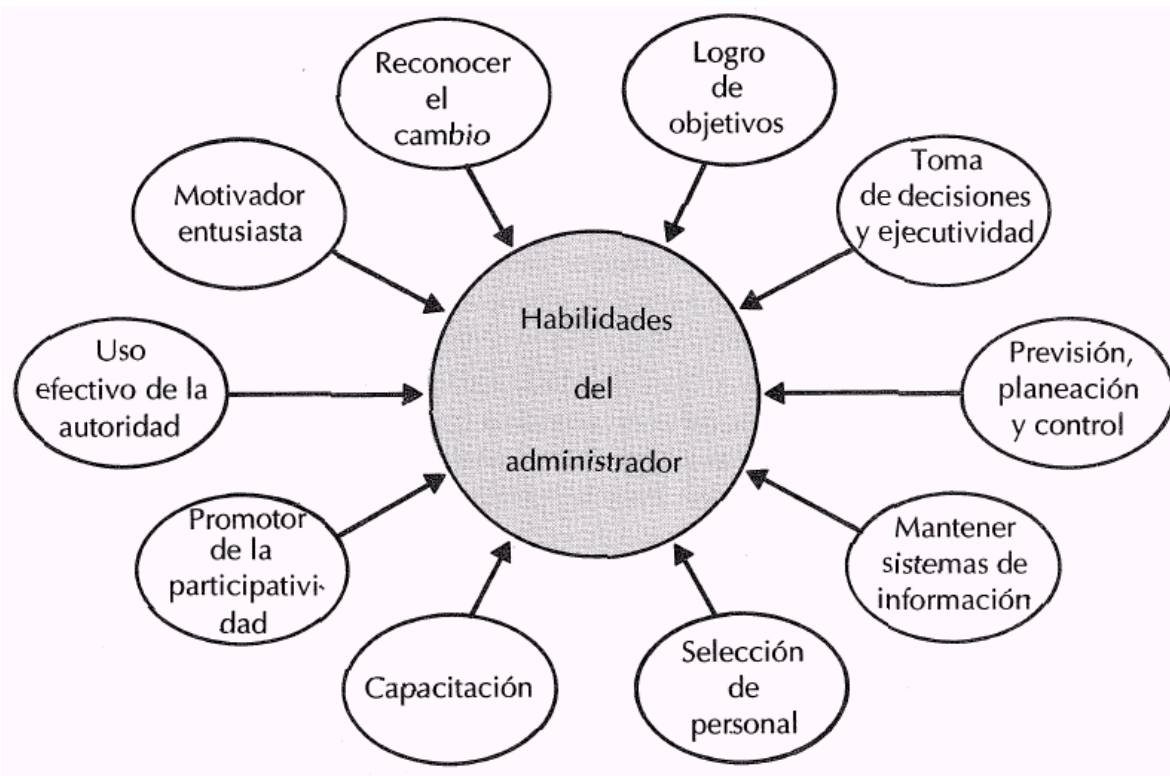 Reconocer
el
cambio
Logro
de
objetivos
Toma
de decisiones
y ejecutividad
Previsión,
planeación
y control
Mantener
sistemas de
información
Selección
de
personal
Capacitación
Promotor
de la
participativi-
dad
Uso
efectivo de la
autoridad
Motivador
entusiasta
Habilidades
del
administrador